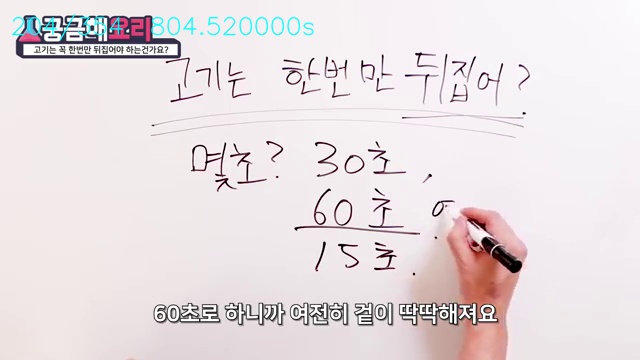 804.520000s
궁금해요리
고기는 꼭 한번만 뒤집어야 하는건가요?
고기는 한번만 뒤집어?
몇초? 30초,
60초
15초.
60초로 하니까 여전히 겉이 딱딱해져요